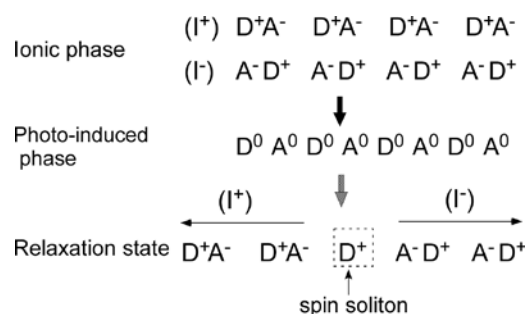 (I⁺) D⁺A⁻ D⁺A⁻ D⁺A⁻ D⁺A⁻
Ionic phase
(I⁻) A⁻D⁺ A⁻D⁺ A⁻D⁺ A⁻D⁺
Photo-induced
phase
D⁰ A⁰ D⁰ A⁰ D⁰ A⁰ D⁰ A⁰
(I⁺) (I⁻)
Relaxation state D⁺A⁻ D⁺A⁻ D⁺ A⁻D⁺ A⁻D⁺
spin soliton